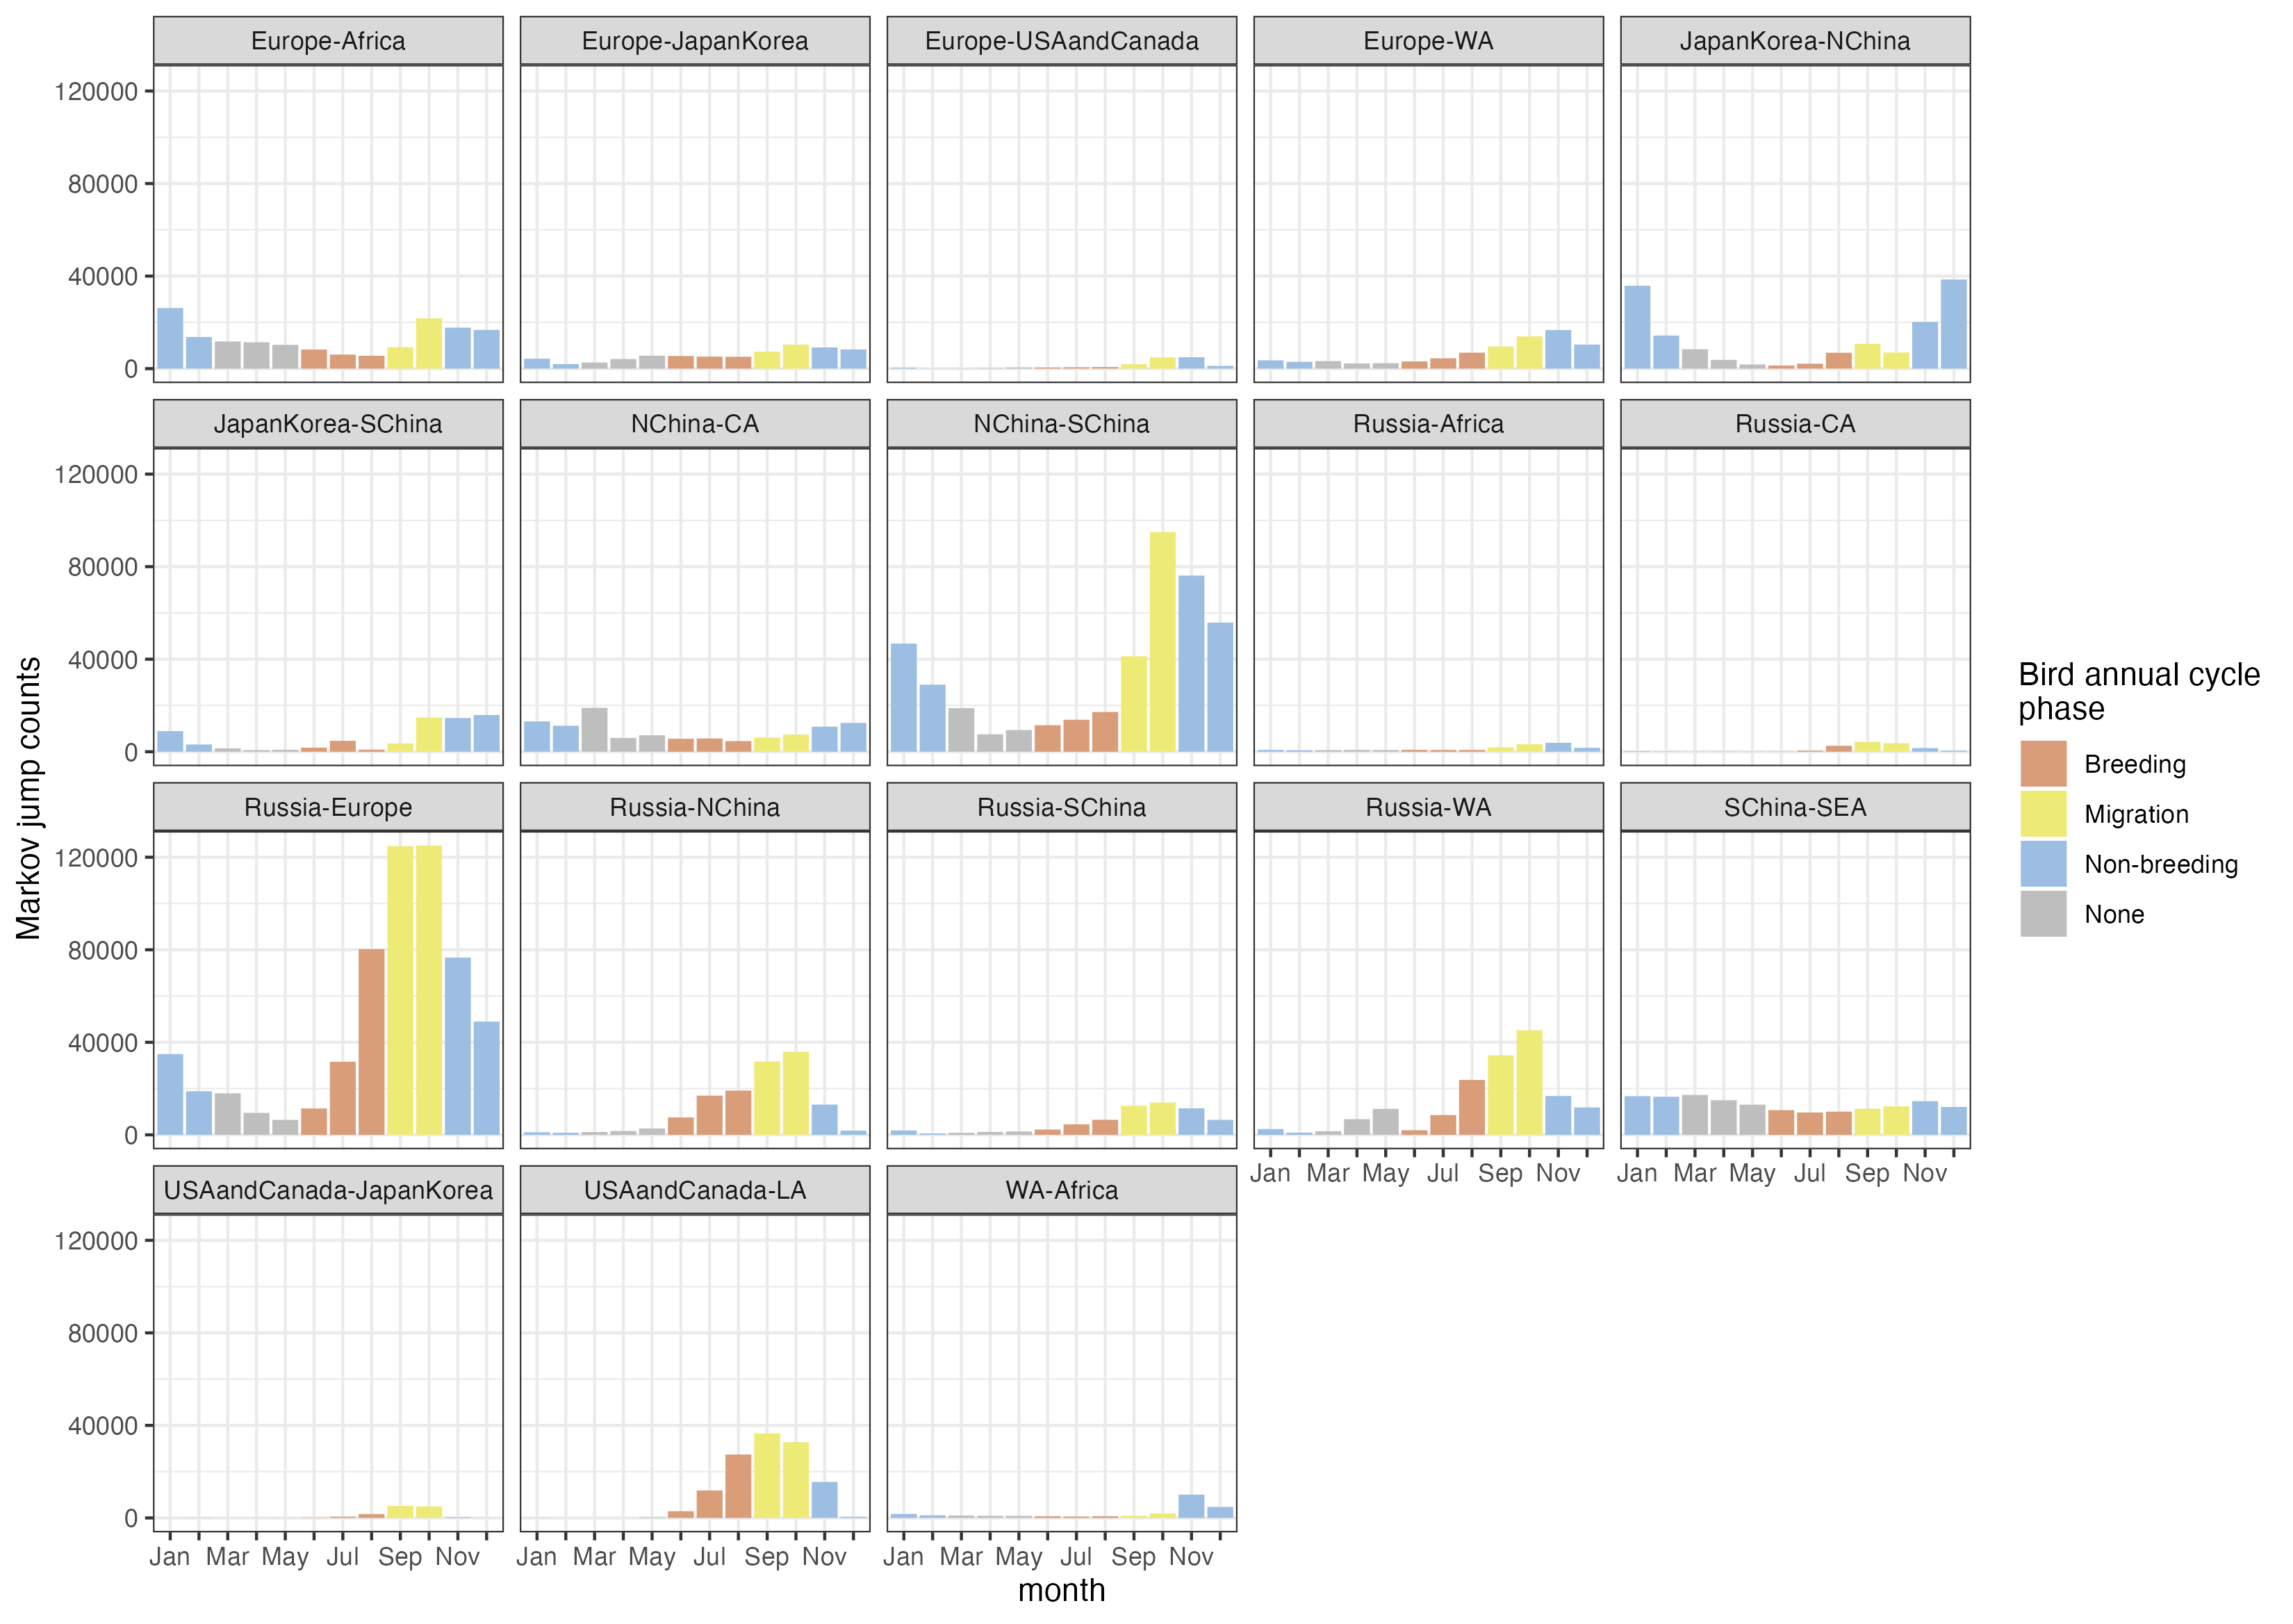 Europe-Africa
Europe-JapanKorea
Europe-USAandCanada
Europe-WA
JapanKorea-NChina
120000
80000
40000
0
JapanKorea-SChina
NChina-CA
NChina-SChina
Russia-Africa
Russia-CA
120000
80000
40000
0
Russia-Europe
Russia-NChina
Russia-SChina
Russia-WA
SChina-SEA
120000
80000
40000
0
Jan Mar May Jul Sep Nov
Jan Mar May Jul Sep Nov
USAandCanada-JapanKorea
USAandCanada-LA
WA-Africa
120000
80000
40000
0
Jan Mar May Jul Sep Nov
Jan Mar May Jul Sep Nov
Jan Mar May Jul Sep Nov
month
Markov jump counts
Bird annual cycle
phase
Breeding
Migration
Non-breeding
None